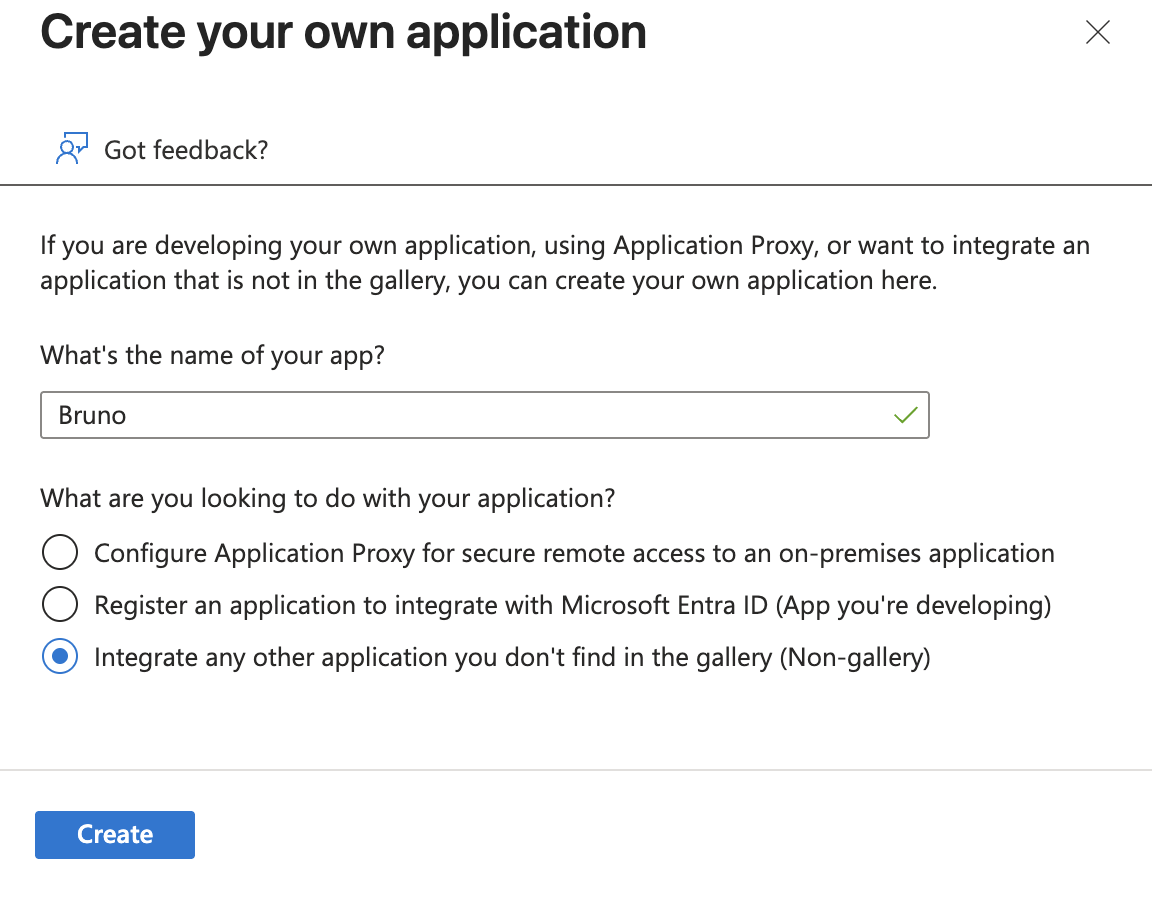 Create your own application
Got feedback?
If you are developing your own application, using Application Proxy, or want to integrate an
application that is not in the gallery, you can create your own application here.
What's the name of your app?
Bruno
What are you looking to do with your application?
Configure Application Proxy for secure remote access to an on-premises application
Register an application to integrate with Microsoft Entra ID (App you're developing)
Integrate any other application you don't find in the gallery (Non-gallery)
Create